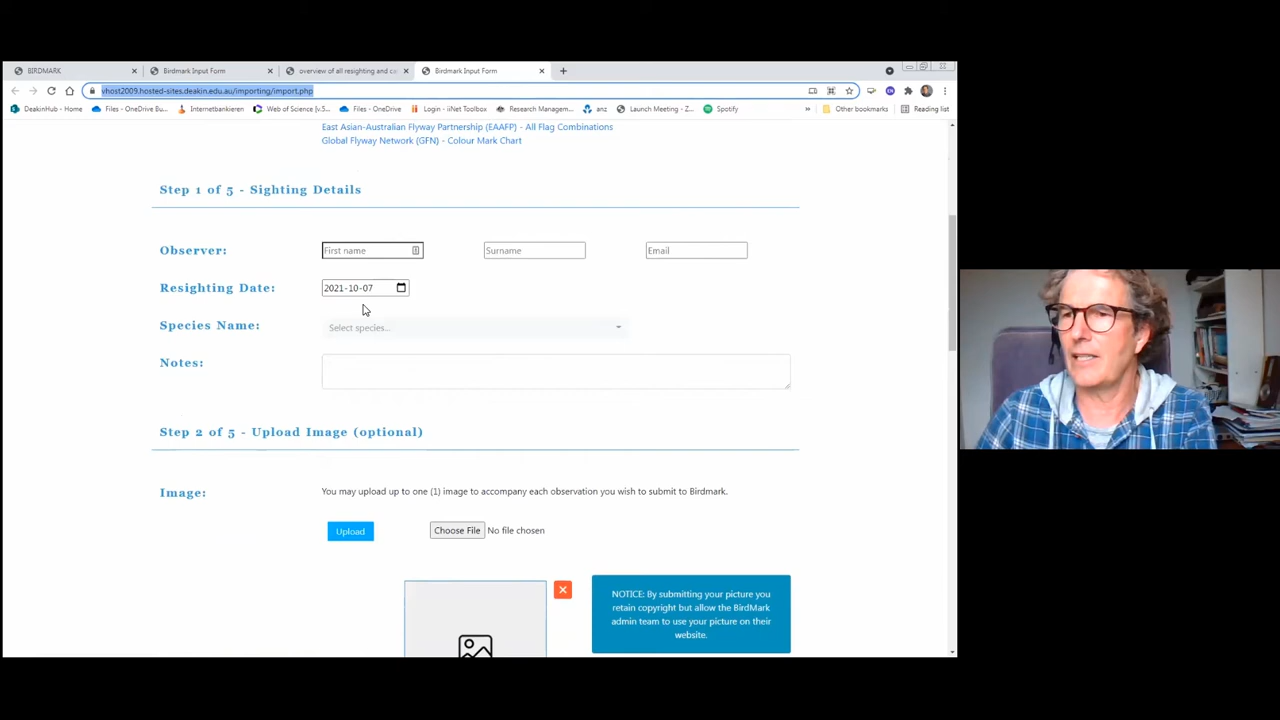 BIRDMARK
Birdmark Input Form
overview of all resighting and ca
Birdmark Input Form
vhost2009.hosted-sites.deakin.edu.au/importing/import.php
DeakinHub - Home
Files - OneDrive Bu...
Internetbankieren
Web of Science [v.5...
Files - OneDrive
Login - iiNet Toolbox
Research Managem...
anz
Launch Meeting - Z...
Spotify
»
Other bookmarks
Reading list
East Asian-Australian Flyway Partnership (EAAFP) - All Flag Combinations
Global Flyway Network (GFN) - Colour Mark Chart
Step 1 of 5 - Sighting Details
Observer:
First name
Surname
Email
Resighting Date:
2021-10-07
Species Name:
Select species...
Notes:
Step 2 of 5 - Upload Image (optional)
Image:
You may upload up to one (1) image to accompany each observation you wish to submit to Birdmark.
Upload
Choose File No file chosen
NOTICE: By submitting your picture you
retain copyright but allow the BirdMark
admin team to use your picture on their
website.